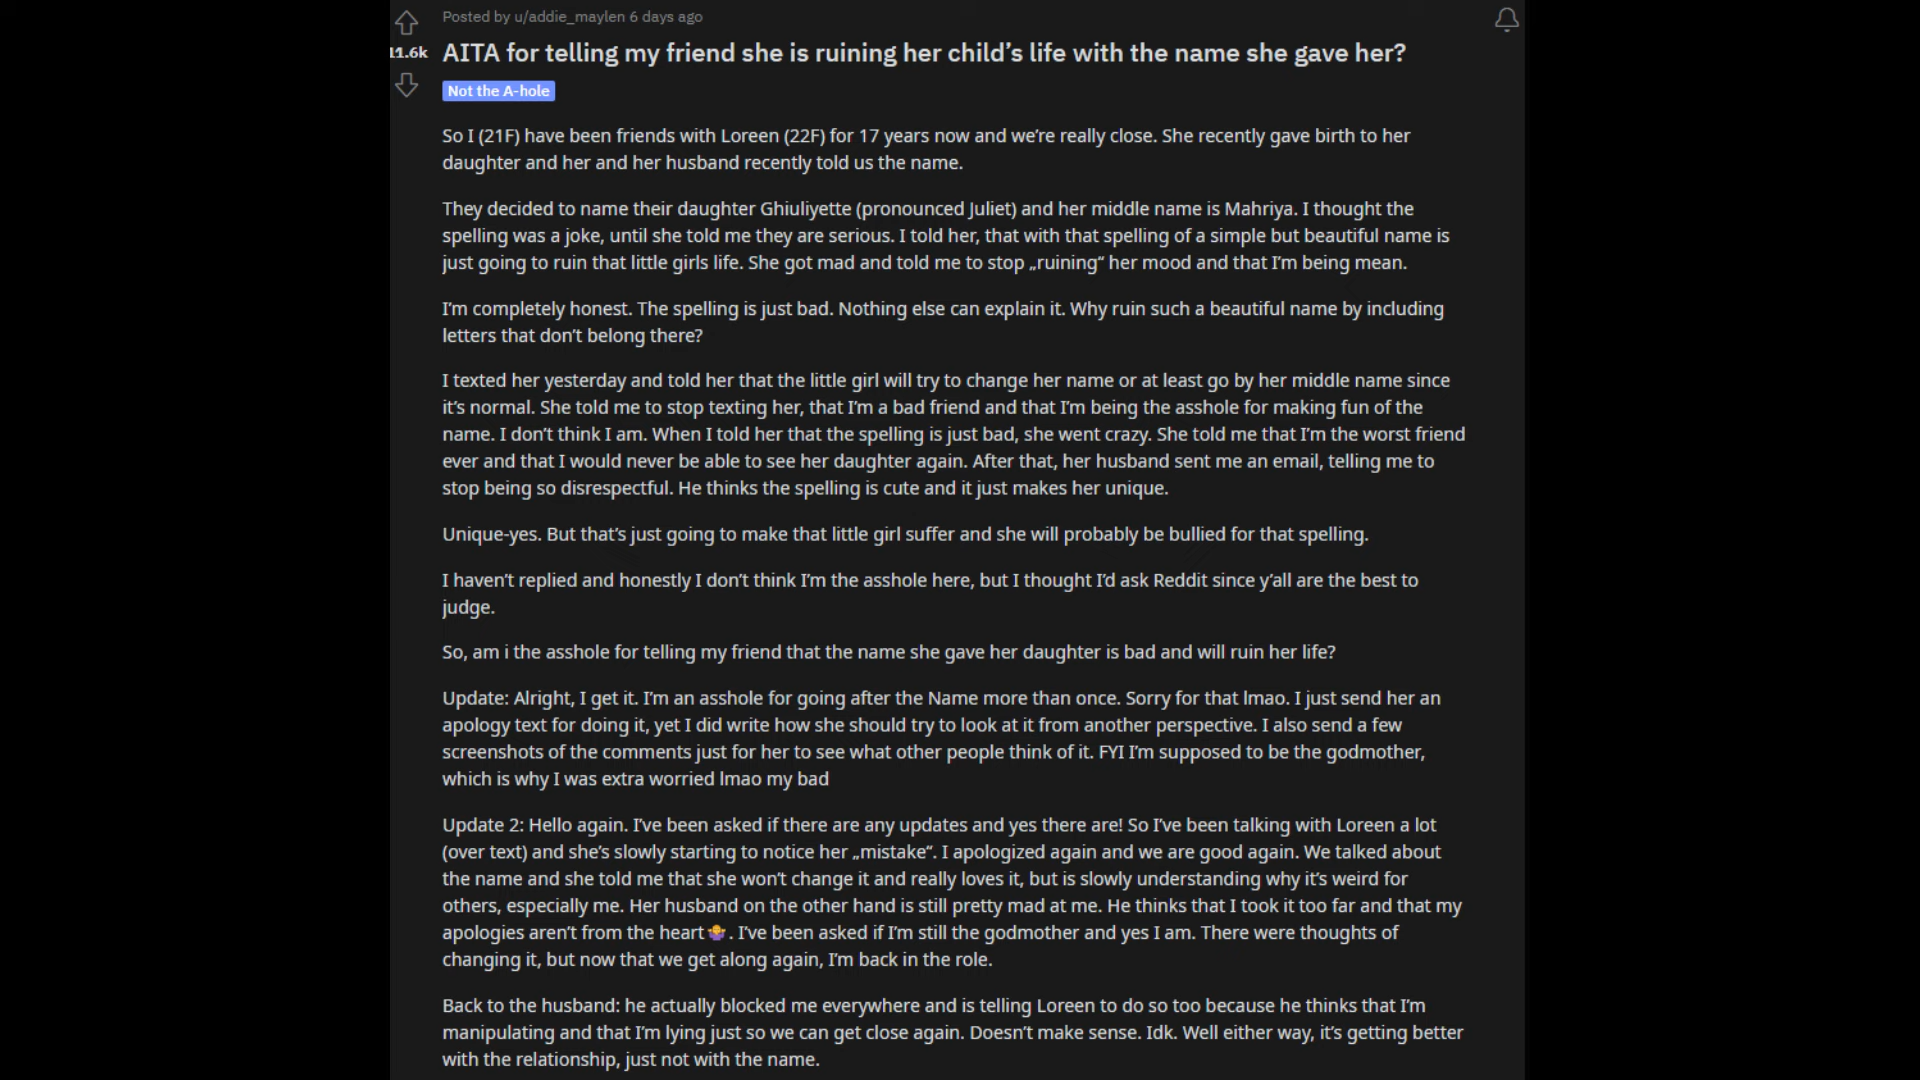 Posted by u/addie_maylen 6 days ago
11.6k
AITA for telling my friend she is ruining her child’s life with the name she gave her?
Not the A-hole
So I (21F) have been friends with Loreen (22F) for 17 years now and we’re really close. She recently gave birth to her
daughter and her and her husband recently told us the name.
They decided to name their daughter Ghiuliyette (pronounced Juliet) and her middle name is Mahriya. I thought the
spelling was a joke, until she told me they are serious. I told her, that with that spelling of a simple but beautiful name is
just going to ruin that little girls life. She got mad and told me to stop „ruining“ her mood and that I’m being mean.
I’m completely honest. The spelling is just bad. Nothing else can explain it. Why ruin such a beautiful name by including
letters that don’t belong there?
I texted her yesterday and told her that the little girl will try to change her name or at least go by her middle name since
it’s normal. She told me to stop texting her, that I’m a bad friend and that I’m being the asshole for making fun of the
name. I don’t think I am. When I told her that the spelling is just bad, she went crazy. She told me that I’m the worst friend
ever and that I would never be able to see her daughter again. After that, her husband sent me an email, telling me to
stop being so disrespectful. He thinks the spelling is cute and it just makes her unique.
Unique-yes. But that’s just going to make that little girl suffer and she will probably be bullied for that spelling.
I haven’t replied and honestly I don’t think I’m the asshole here, but I thought I’d ask Reddit since y’all are the best to
judge.
So, am i the asshole for telling my friend that the name she gave her daughter is bad and will ruin her life?
Update: Alright, I get it. I’m an asshole for going after the Name more than once. Sorry for that lmao. I just send her an
apology text for doing it, yet I did write how she should try to look at it from another perspective. I also send a few
screenshots of the comments just for her to see what other people think of it. FYI I’m supposed to be the godmother,
which is why I was extra worried lmao my bad
Update 2: Hello again. I’ve been asked if there are any updates and yes there are! So I’ve been talking with Loreen a lot
(over text) and she’s slowly starting to notice her „mistake“. I apologized again and we are good again. We talked about
the name and she told me that she won’t change it and really loves it, but is slowly understanding why it’s weird for
others, especially me. Her husband on the other hand is still pretty mad at me. He thinks that I took it too far and that my
apologies aren’t from the heart🤷‍♀️. I’ve been asked if I’m still the godmother and yes I am. There were thoughts of
changing it, but now that we get along again, I’m back in the role.
Back to the husband: he actually blocked me everywhere and is telling Loreen to do so too because he thinks that I’m
manipulating and that I’m lying just so we can get close again. Doesn’t make sense. Idk. Well either way, it’s getting better
with the relationship, just not with the name.